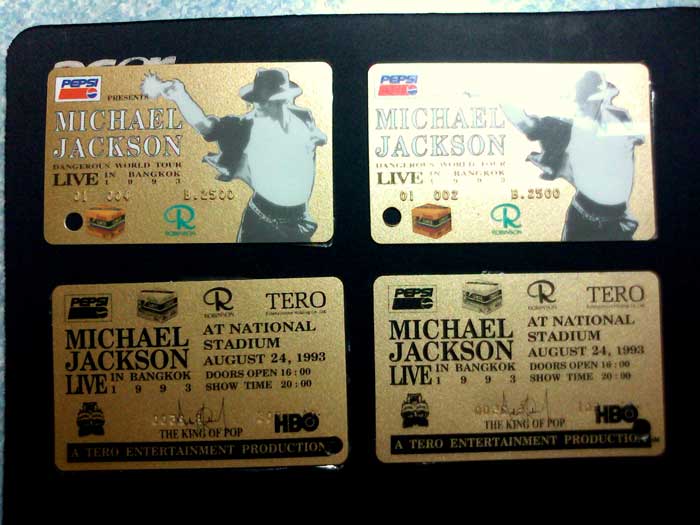 acer
PEPSI
PRESENTS
MICHAEL
JACKSON
DANGEROUS WORLD TOUR
LIVE IN BANGKOK
1993
01 004 B.2500
R
ROBINSON
PEPSI
MICHAEL
JACKSON
DANGEROUS WORLD TOUR
LIVE IN BANGKOK
1993
01 002 B.2500
R
ROBINSON
PEPSI
R
ROBINSON
TERO
MICHAEL
JACKSON
LIVE IN BANGKOK
1993
AT NATIONAL
STADIUM
AUGUST 24, 1993
DOORS OPEN 16:00
SHOW TIME 20:00
THE KING OF POP
HBO
A TERO ENTERTAINMENT PRODUCTION
PEPSI
R
ROBINSON
TERO
MICHAEL
JACKSON
LIVE IN BANGKOK
1993
AT NATIONAL
STADIUM
AUGUST 24, 1993
DOORS OPEN 16:00
SHOW TIME 20:00
THE KING OF POP
HBO
A TERO ENTERTAINMENT PRODUCTION